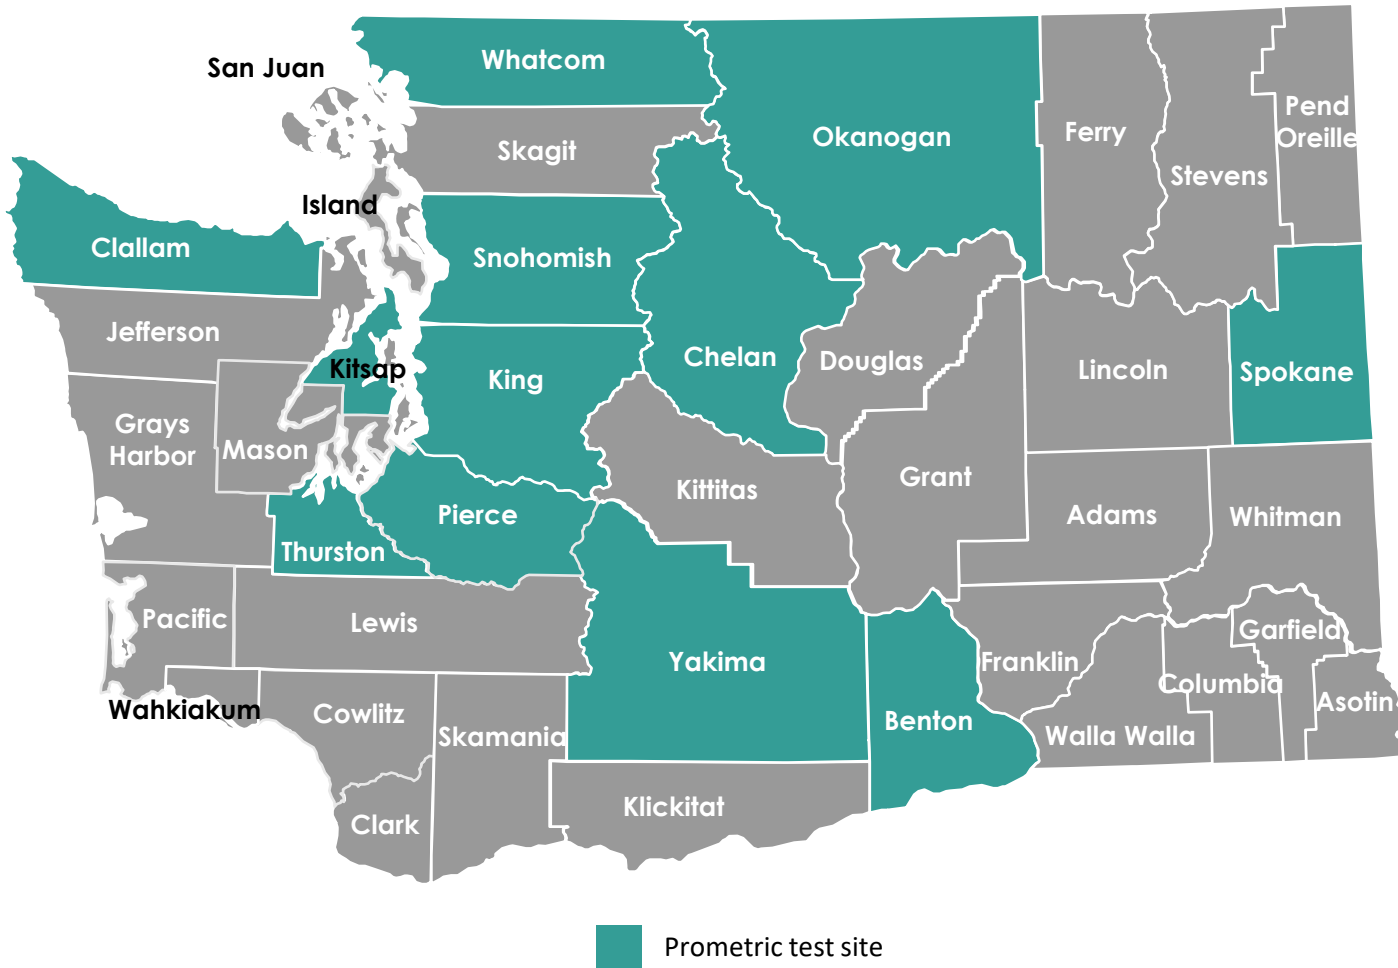 Whatcom
San Juan
Okanogan
Pend
Oreille
Ferry
Skagit
Stevens
Island
Clallam
Snohomish
Jefferson
Chelan
Douglas
Kitsap
King
Lincoln
Spokane
Grays
Harbor
Mason
Kittitas
Grant
Pierce
Adams
Whitman
Thurston
Pacific
Lewis
Garfield
Yakima
Franklin
Columbia
Wahkiakum
Cowlitz
Asotin
Skamania
Benton
Walla Walla
Klickitat
Clark
Prometric test site